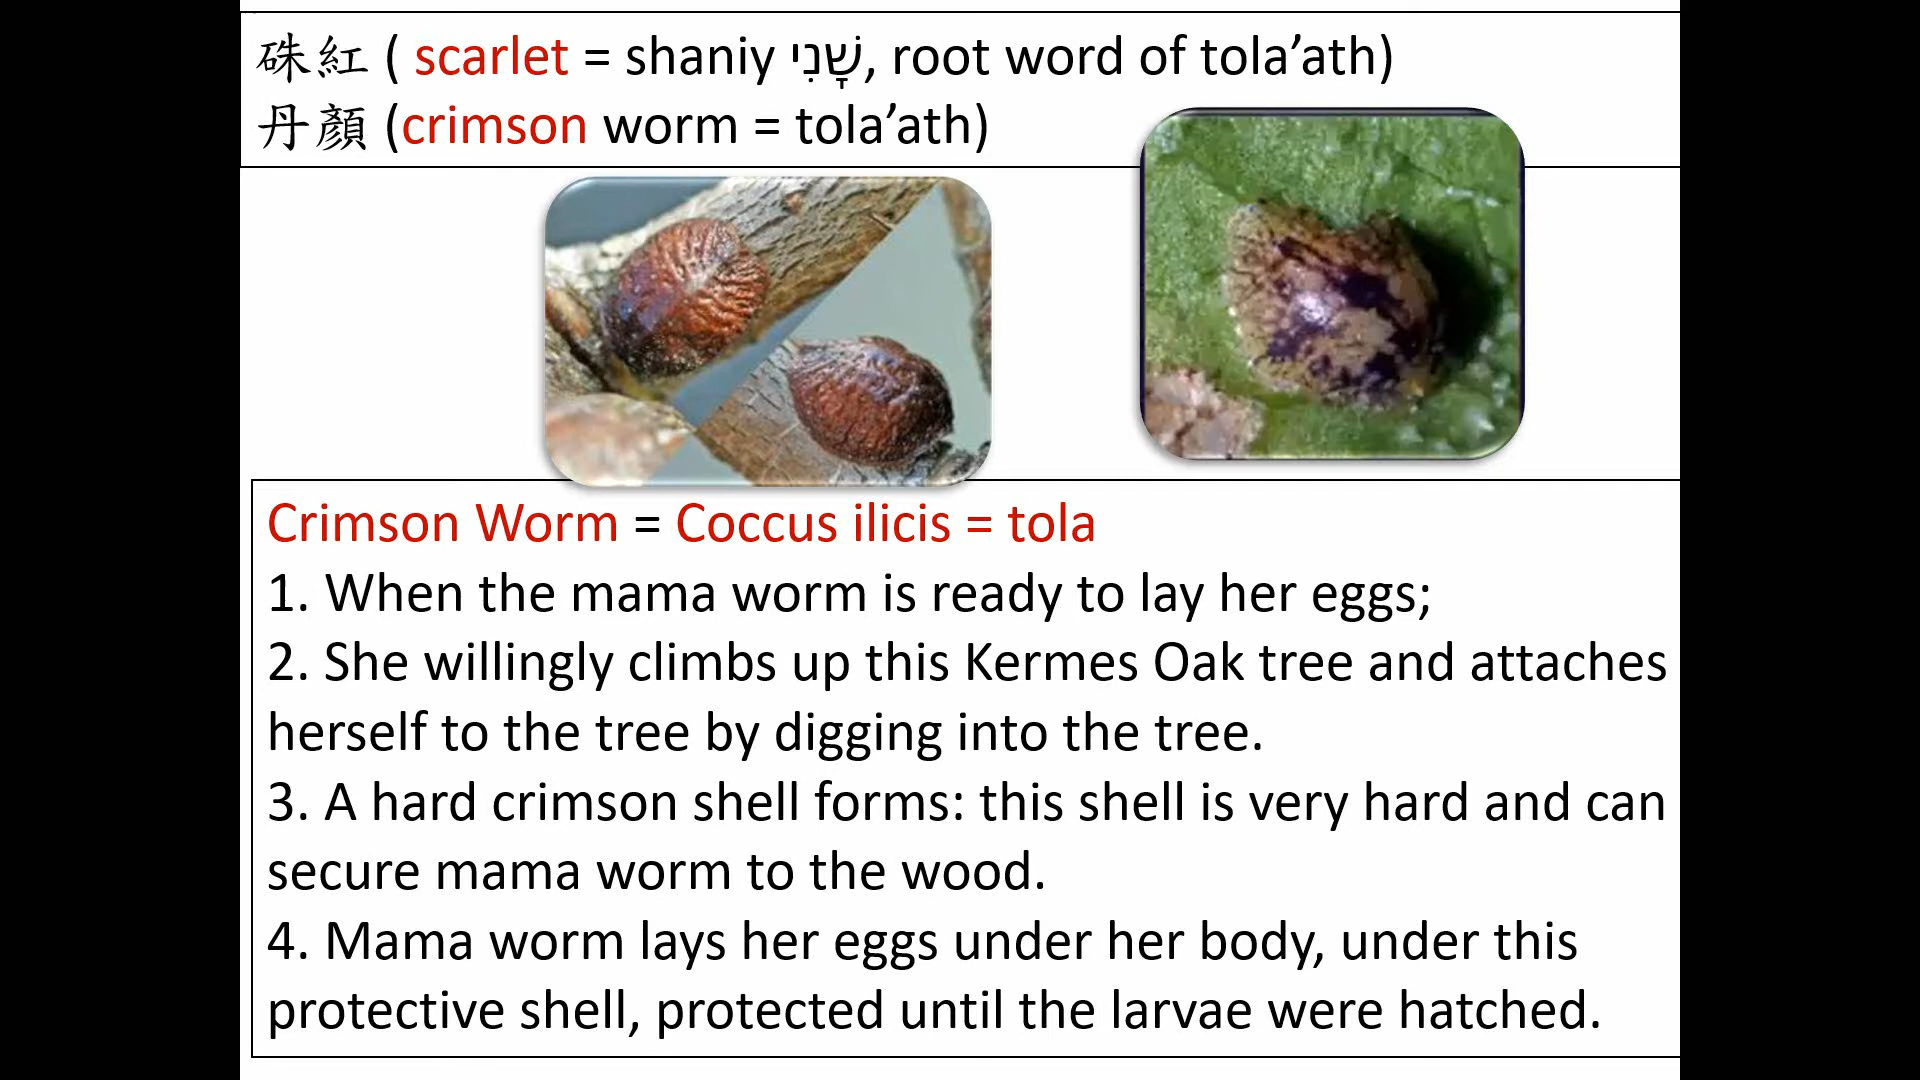 硃紅 ( scarlet = shaniy שָׁנִי, root word of tola’ath)
丹顏 (crimson worm = tola’ath)
Crimson Worm = Coccus ilicis = tola
1. When the mama worm is ready to lay her eggs;
2. She willingly climbs up this Kermes Oak tree and attaches
herself to the tree by digging into the tree.
3. A hard crimson shell forms: this shell is very hard and can
secure mama worm to the wood.
4. Mama worm lays her eggs under her body, under this
protective shell, protected until the larvae were hatched.